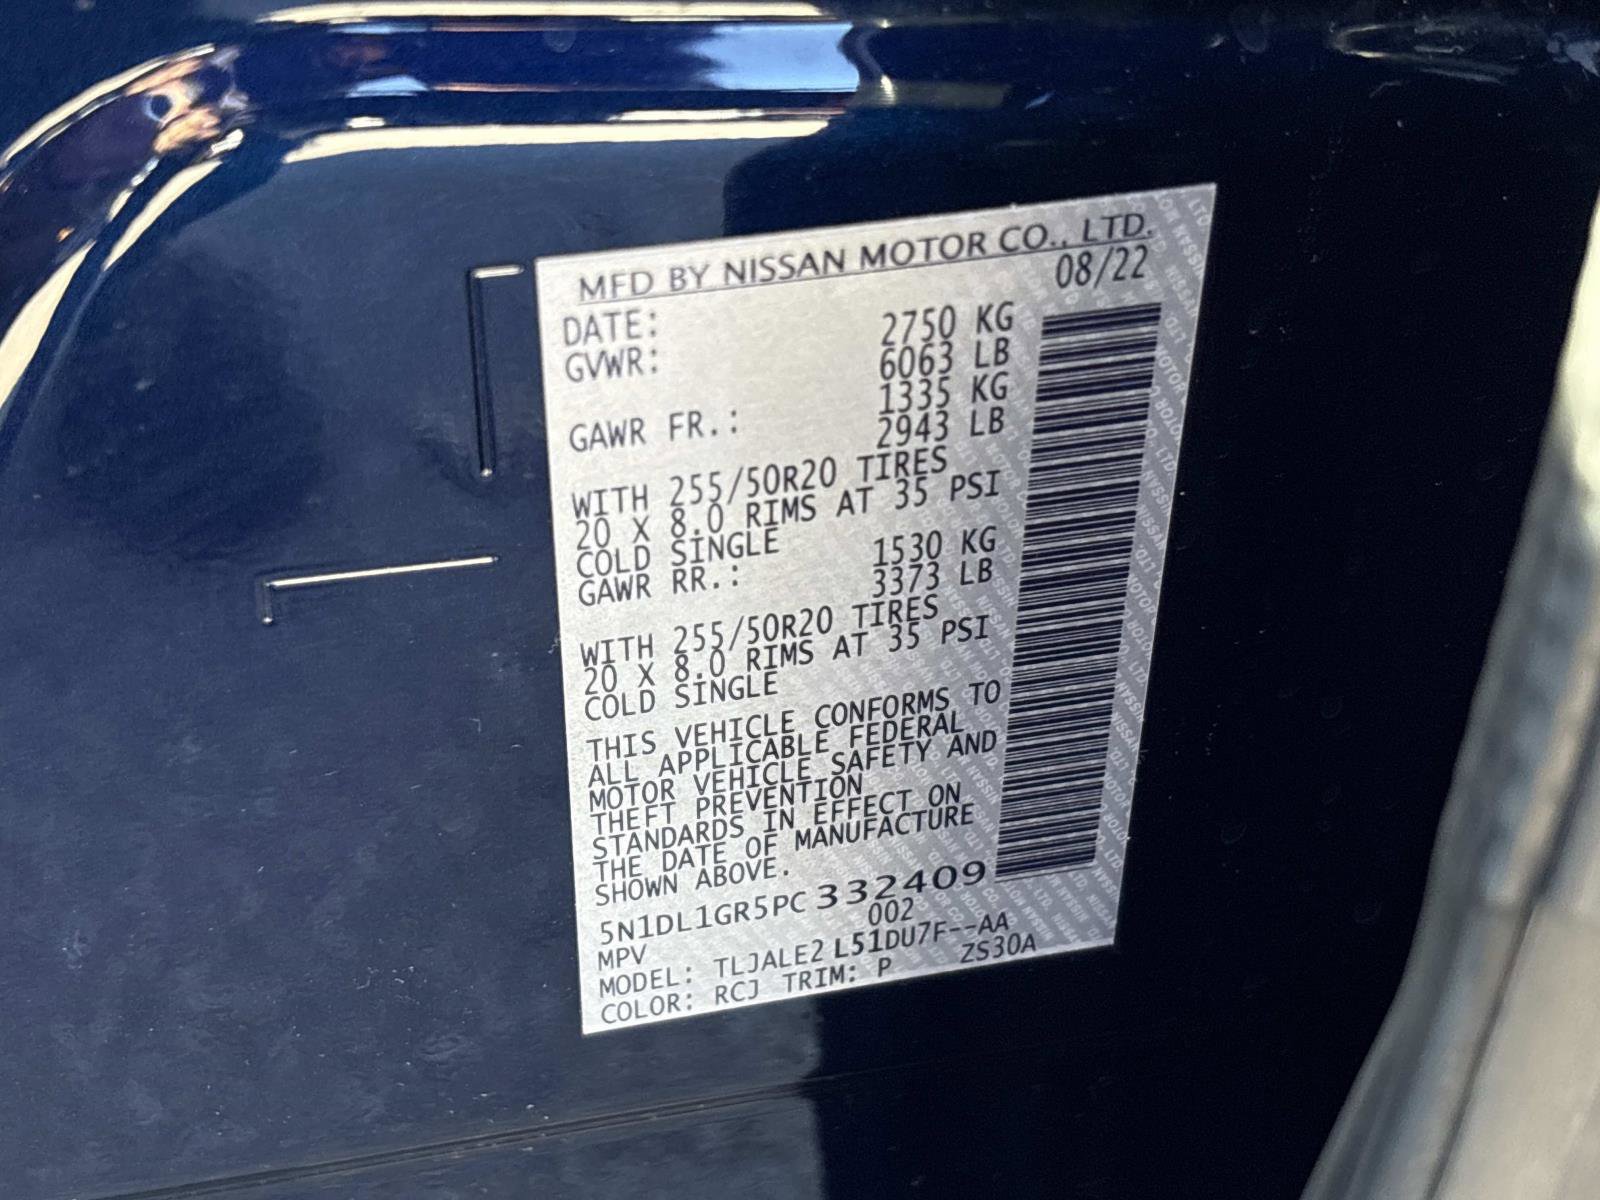 MFD BY NISSAN MOTOR CO., LTD.
DATE: 08/22
GVWR: 2750 KG
6063 LB
GAWR FR.: 1335 KG
2943 LB
WITH 255/50R20 TIRES
20 X 8.0 RIMS AT 35 PSI
COLD SINGLE
GAWR RR.: 1530 KG
3373 LB
WITH 255/50R20 TIRES
20 X 8.0 RIMS AT 35 PSI
COLD SINGLE
THIS VEHICLE CONFORMS TO
ALL APPLICABLE FEDERAL
MOTOR VEHICLE SAFETY AND
THEFT PREVENTION
STANDARDS IN EFFECT ON
THE DATE OF MANUFACTURE
SHOWN ABOVE.
5N1DL1GR5PC332409
MPV 002
MODEL: TLJALE2 L51DU7F--AA
COLOR: RCJ TRIM: P ZS30A